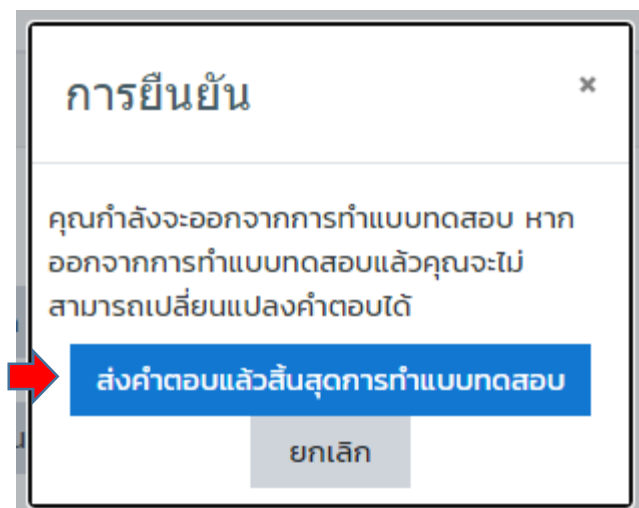 การยืนยัน
×
คุณกำลังจะออกจากการทำแบบทดสอบ หาก
ออกจากการทำแบบทดสอบแล้วคุณจะไม่
สามารถเปลี่ยนแปลงคำตอบได้
ส่งคำตอบแล้วสิ้นสุดการทำแบบทดสอบ
ยกเลิก